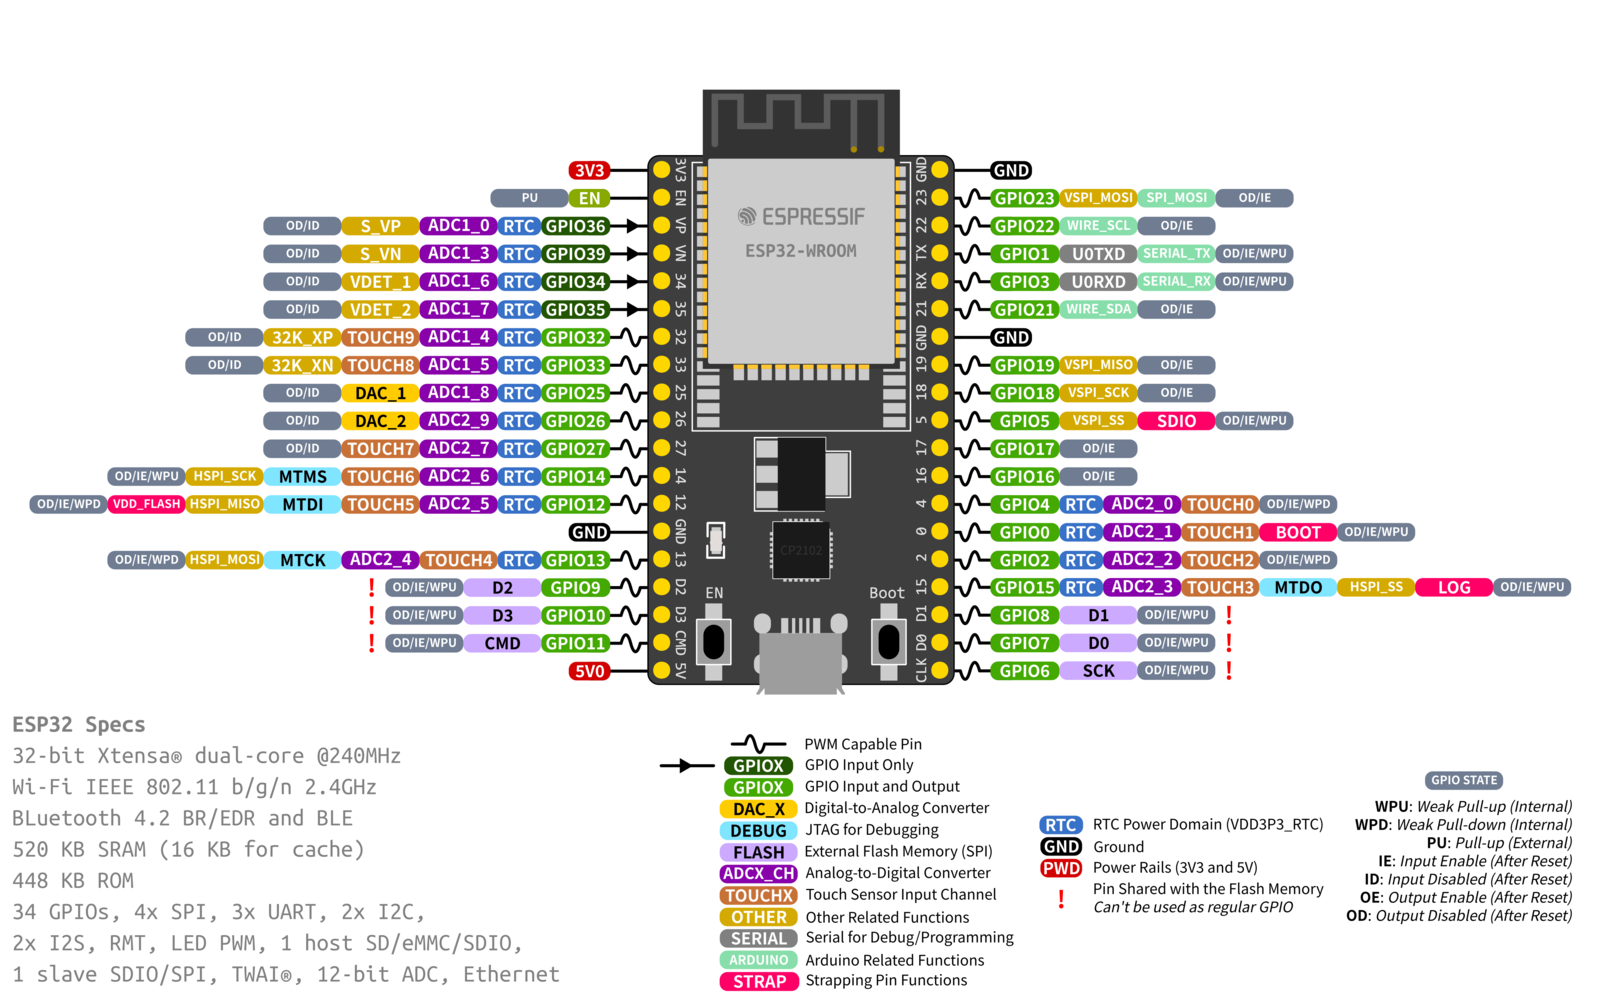 3V3 3V3 GND GND
PU EN EN 23 GPIO23 VSPI_MOSI SPI_MOSI OD/IE
OD/ID S_VP ADC1_0 RTC GPIO36 VP 22 GPIO22 WIRE_SCL OD/IE
OD/ID S_VN ADC1_3 RTC GPIO39 VN TX GPIO1 U0TXD SERIAL_TX OD/IE/WPU
OD/ID VDET_1 ADC1_6 RTC GPIO34 34 RX GPIO3 U0RXD SERIAL_RX OD/IE/WPU
OD/ID VDET_2 ADC1_7 RTC GPIO35 35 21 GPIO21 WIRE_SDA OD/IE
OD/ID 32K_XP TOUCH9 ADC1_4 RTC GPIO32 32 GND GND
OD/ID 32K_XN TOUCH8 ADC1_5 RTC GPIO33 33 19 GPIO19 VSPI_MISO OD/IE
OD/ID DAC_1 ADC1_8 RTC GPIO25 25 18 GPIO18 VSPI_SCK OD/IE
OD/ID DAC_2 ADC2_9 RTC GPIO26 26 5 GPIO5 VSPI_SS SDIO OD/IE/WPU
OD/ID TOUCH7 ADC2_7 RTC GPIO27 27 17 GPIO17 OD/IE
OD/IE/WPU HSPI_SCK MTMS TOUCH6 ADC2_6 RTC GPIO14 14 16 GPIO16 OD/IE
OD/IE/WPD VDD_FLASH HSPI_MISO MTDI TOUCH5 ADC2_5 RTC GPIO12 12 4 GPIO4 RTC ADC2_0 TOUCH0 OD/IE/WPD
GND GND 0 GPIO0 RTC ADC2_1 TOUCH1 BOOT OD/IE/WPU
OD/IE/WPD HSPI_MOSI MTCK ADC2_4 TOUCH4 RTC GPIO13 13 2 GPIO2 RTC ADC2_2 TOUCH2 OD/IE/WPD
! OD/IE/WPU D2 GPIO9 D2 15 GPIO15 RTC ADC2_3 TOUCH3 MTDO HSPI_SS LOG OD/IE/WPU
! OD/IE/WPU D3 GPIO10 D3 D1 GPIO8 D1 OD/IE/WPU !
! OD/IE/WPU CMD GPIO11 CMD D0 GPIO7 D0 OD/IE/WPU !
5V0 5V CLK GPIO6 SCK OD/IE/WPU !
ESPRESSIF
ESP32-WROOM
CP2102
EN
Boot
ESP32 Specs
32-bit Xtensa® dual-core @240MHz
Wi-Fi IEEE 802.11 b/g/n 2.4GHz
BLuetooth 4.2 BR/EDR and BLE
520 KB SRAM (16 KB for cache)
448 KB ROM
34 GPIOs, 4x SPI, 3x UART, 2x I2C,
2x I2S, RMT, LED PWM, 1 host SD/eMMC/SDIO,
1 slave SDIO/SPI, TWAI®, 12-bit ADC, Ethernet
PWM Capable Pin
GPIOX GPIO Input Only
GPIOX GPIO Input and Output
DAC_X Digital-to-Analog Converter
DEBUG JTAG for Debugging
FLASH External Flash Memory (SPI)
ADCX_CH Analog-to-Digital Converter
TOUCHX Touch Sensor Input Channel
OTHER Other Related Functions
SERIAL Serial for Debug/Programming
ARDUINO Arduino Related Functions
STRAP Strapping Pin Functions
RTC RTC Power Domain (VDD3P3_RTC)
GND Ground
PWD Power Rails (3V3 and 5V)
! Pin Shared with the Flash Memory
Can't be used as regular GPIO
GPIO STATE
WPU: Weak Pull-up (Internal)
WPD: Weak Pull-down (Internal)
PU: Pull-up (External)
IE: Input Enable (After Reset)
ID: Input Disabled (After Reset)
OE: Output Enable (After Reset)
OD: Output Disabled (After Reset)